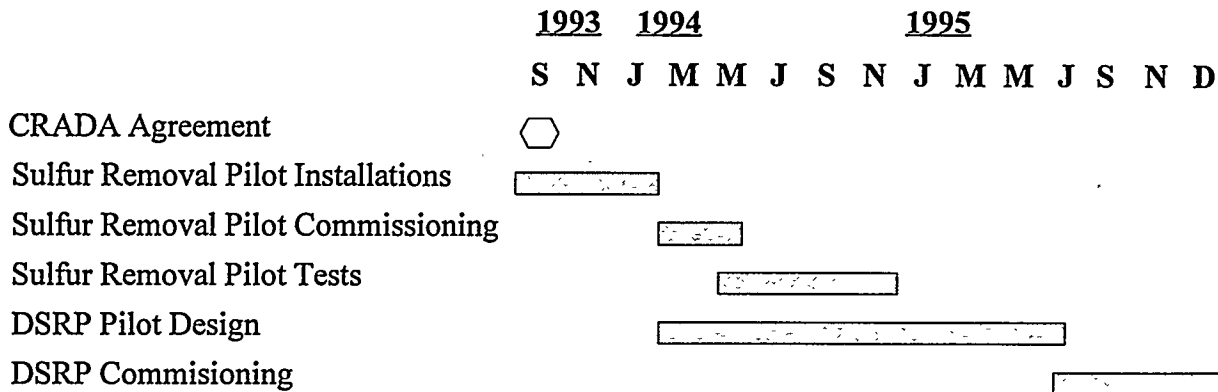 1993 1994 1995
S N J M M J S N J M M J S N D
CRADA Agreement
Sulfur Removal Pilot Installations
Sulfur Removal Pilot Commissioning
Sulfur Removal Pilot Tests
DSRP Pilot Design
DSRP Commisioning